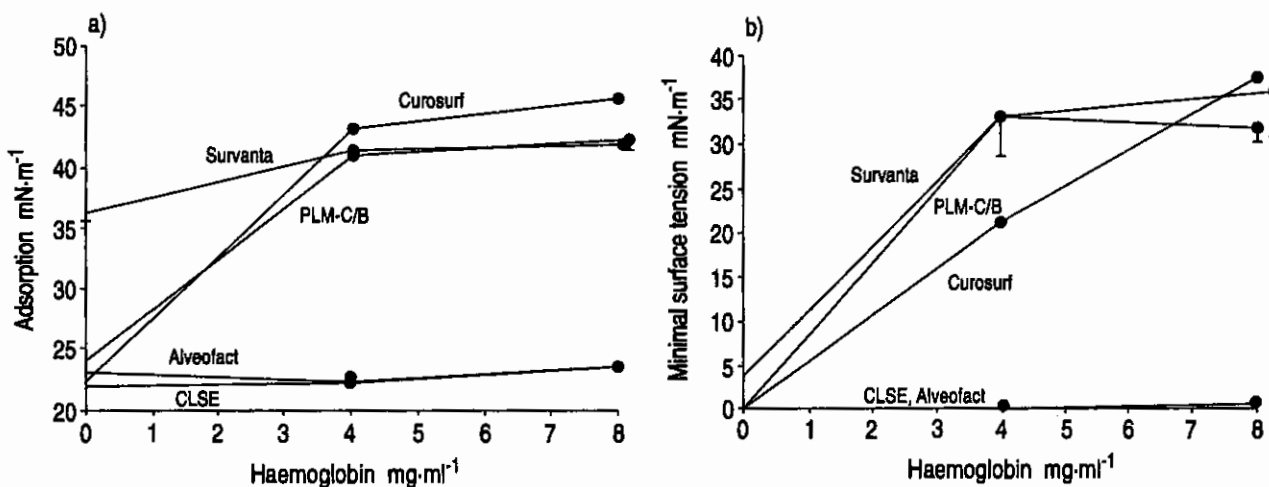 a)
Adsorption mN·m-1
50
45
40
35
30
25
20
Curosurf
Survanta
PLM-C/B
Alveofact
CLSE
0 1 2 3 4 5 6 7 8
Haemoglobin mg·ml-1
b)
Minimal surface tension mN·m-1
40
35
30
25
20
15
10
5
0
Survanta
PLM-C/B
Curosurf
CLSE, Alveofact
0 1 2 3 4 5 6 7 8
Haemoglobin mg·ml-1